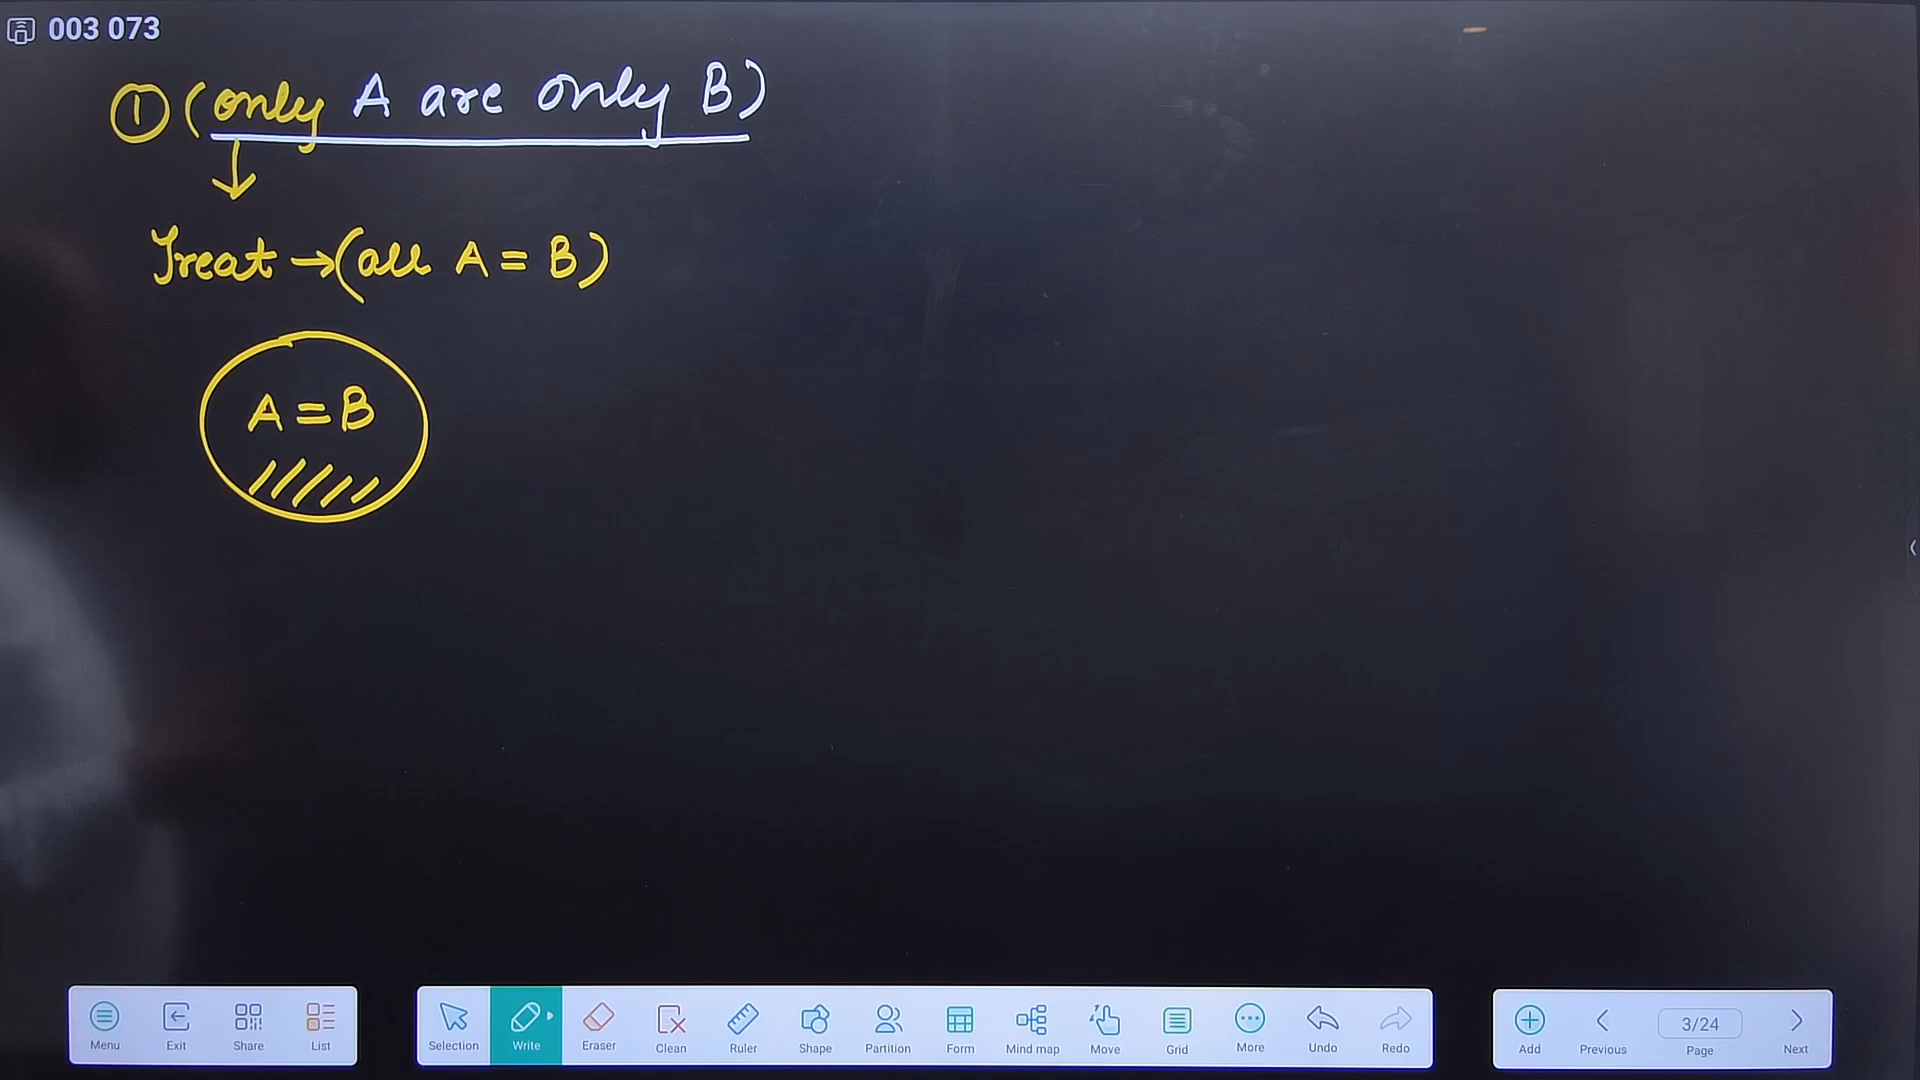 003 073
① (only A are only B)
↓
Treat →(all A = B)
A = B
Menu Exit Share List Selection Write Eraser Clean Ruler Shape Partition Form Mind map Move Grid More Undo Redo Add Previous 3/24 Page Next